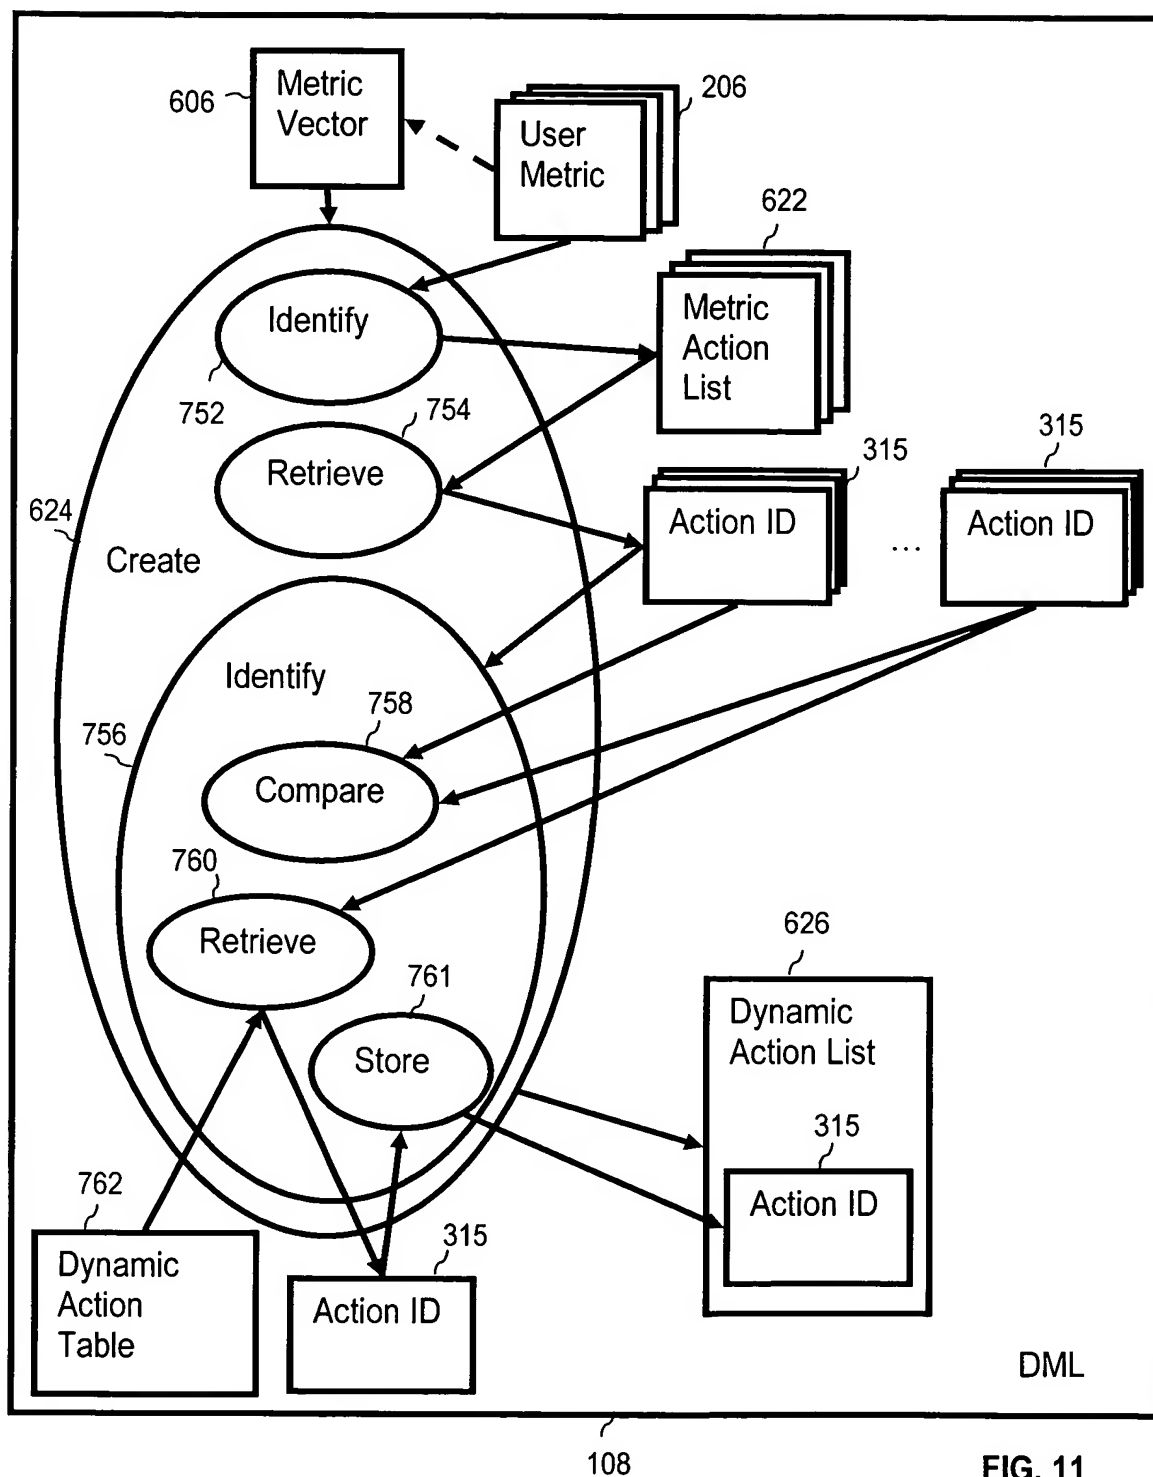 Metric
Vector
606
User
Metric
206
622
Identify
Metric
Action
List
752
754
Retrieve
315
315
Action ID
...
Action ID
624
Create
Identify
756
758
Compare
760
Retrieve
761
Store
626
Dynamic
Action List
315
Action ID
762
Dynamic
Action
Table
315
Action ID
DML
108
FIG. 11